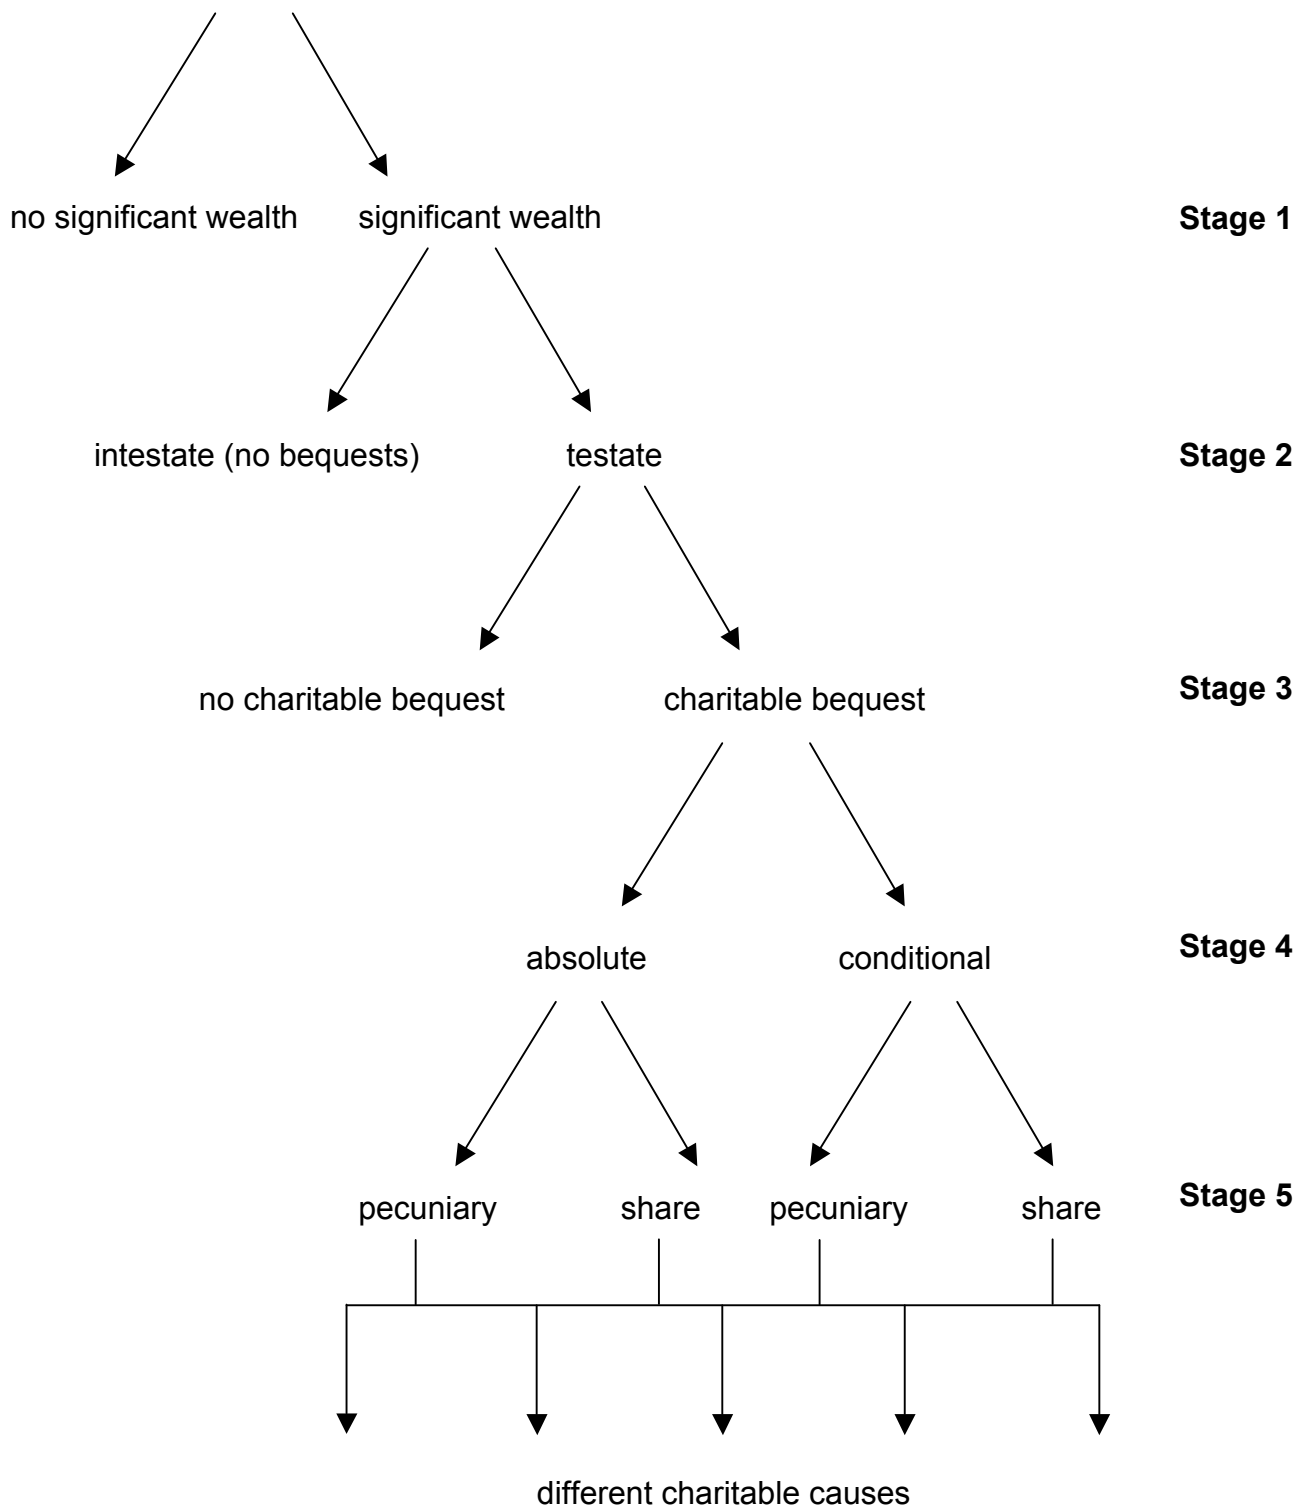 no significant wealth significant wealth Stage 1
intestate (no bequests) testate Stage 2
no charitable bequest charitable bequest Stage 3
absolute conditional Stage 4
pecuniary share pecuniary share Stage 5
different charitable causes